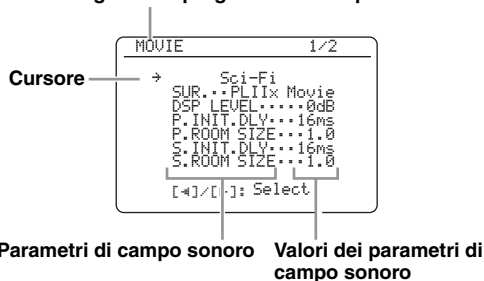 MOVIE 1/2
Cursore
→ Sci-Fi
SUR.··PLIIx Movie
DSP LEVEL·····0dB
P.INIT.DLY···16ms
P.ROOM SIZE···1.0
S.INIT.DLY···16ms
S.ROOM SIZE···1.0
[◄]/[►]: Select
Parametri di campo sonoro
Valori dei parametri di
campo sonoro